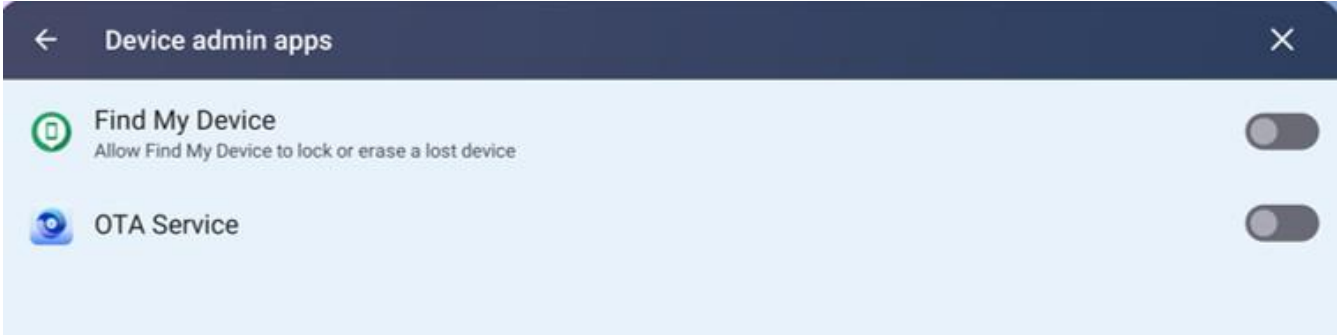 Device admin apps
Find My Device
Allow Find My Device to lock or erase a lost device
OTA Service